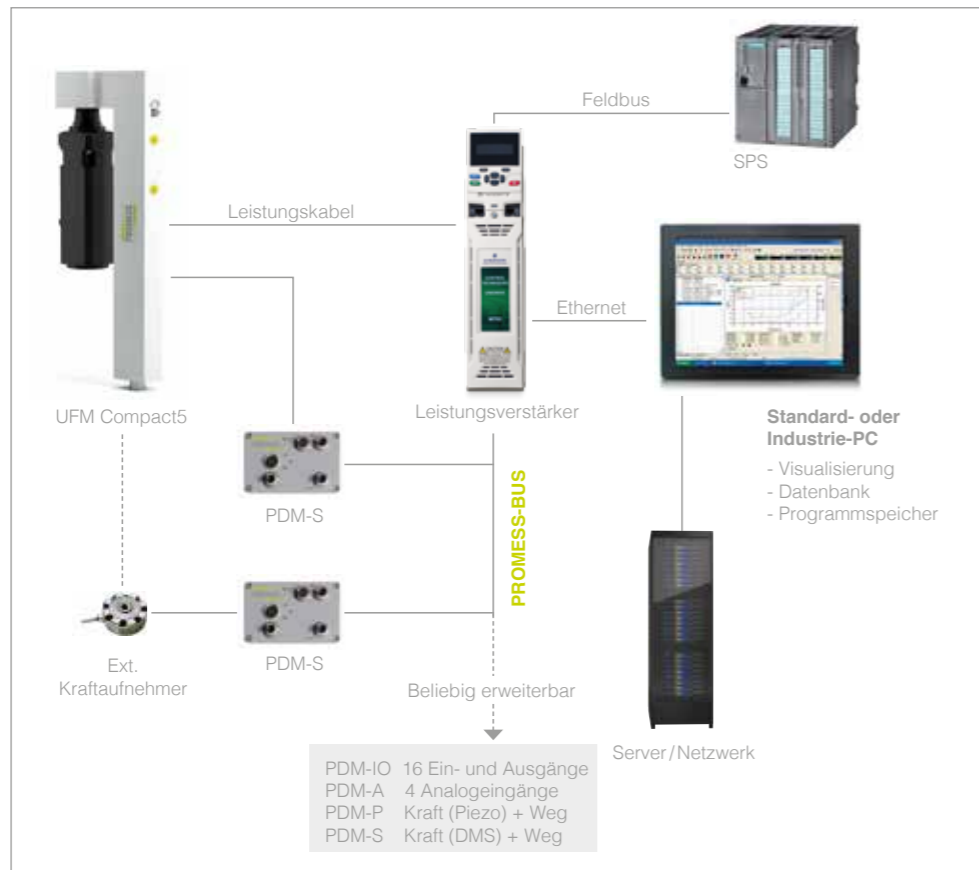 Feldbus
SPS
Leistungskabel
PROMESS
Ethernet
UFM Compact5
Leistungsverstärker
Standard- oder
Industrie-PC
- Visualisierung
- Datenbank
- Programmspeicher
PDM-S
PROMESS-BUS
PDM-S
Ext.
Kraftaufnehmer
Beliebig erweiterbar
Server/Netzwerk
PDM-IO 16 Ein- und Ausgänge
PDM-A 4 Analogeingänge
PDM-P Kraft (Piezo) + Weg
PDM-S Kraft (DMS) + Weg